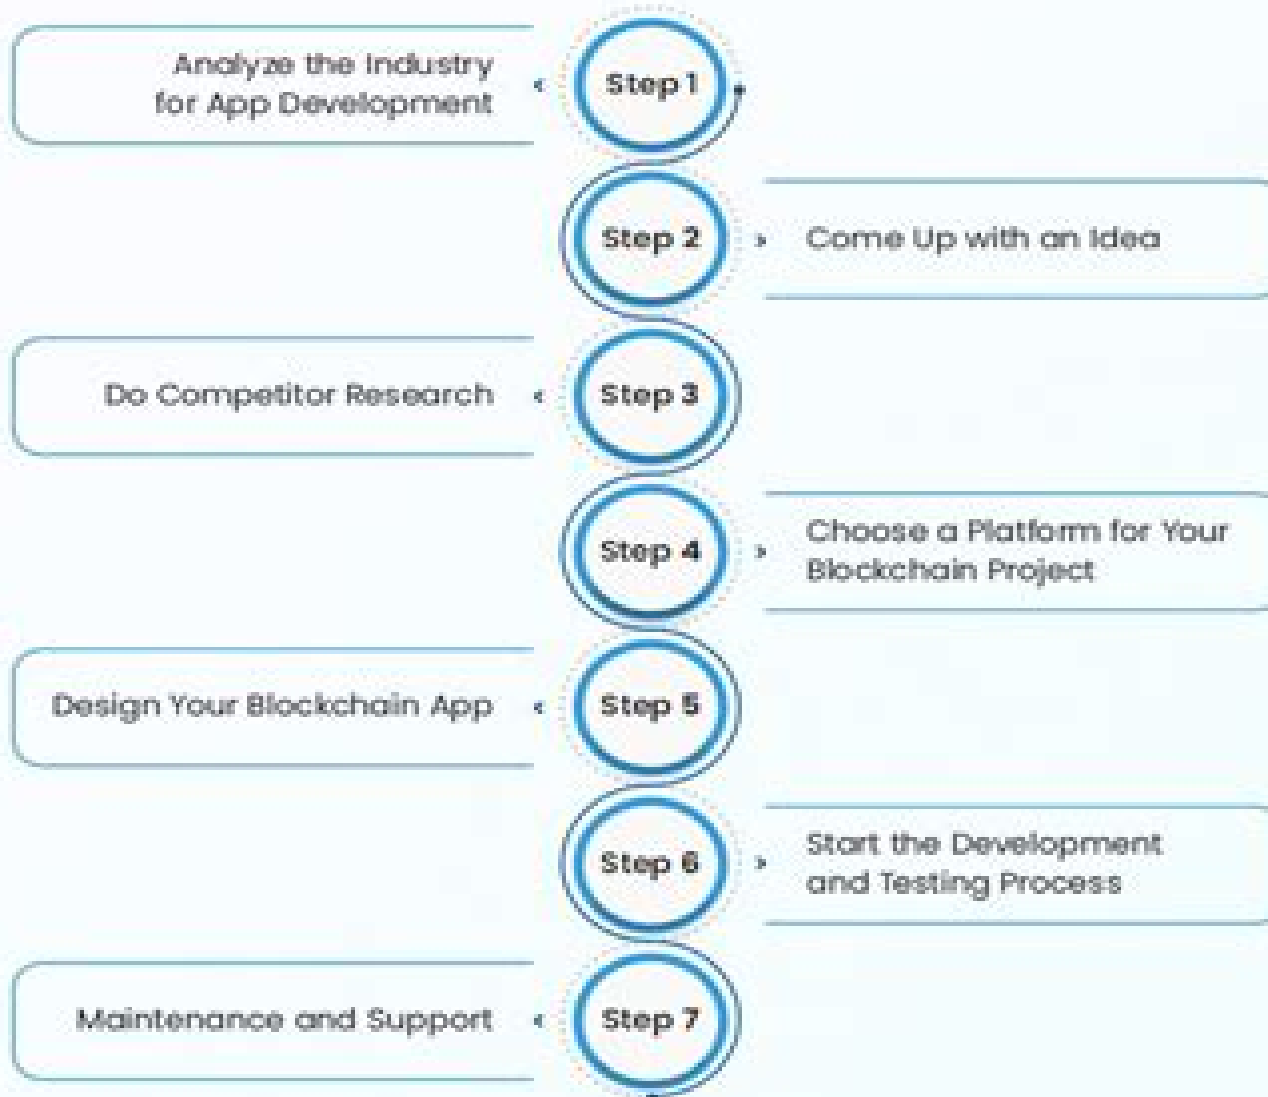 Analyze the Industry
for App Development
Step 1
Step 2
Come Up with an Idea
Do Competitor Research
Step 3
Step 4
Choose a Platform for Your
Blockchain Project
Design Your Blockchain App
Step 5
Step 6
Start the Development
and Testing Process
Maintenance and Support
Step 7